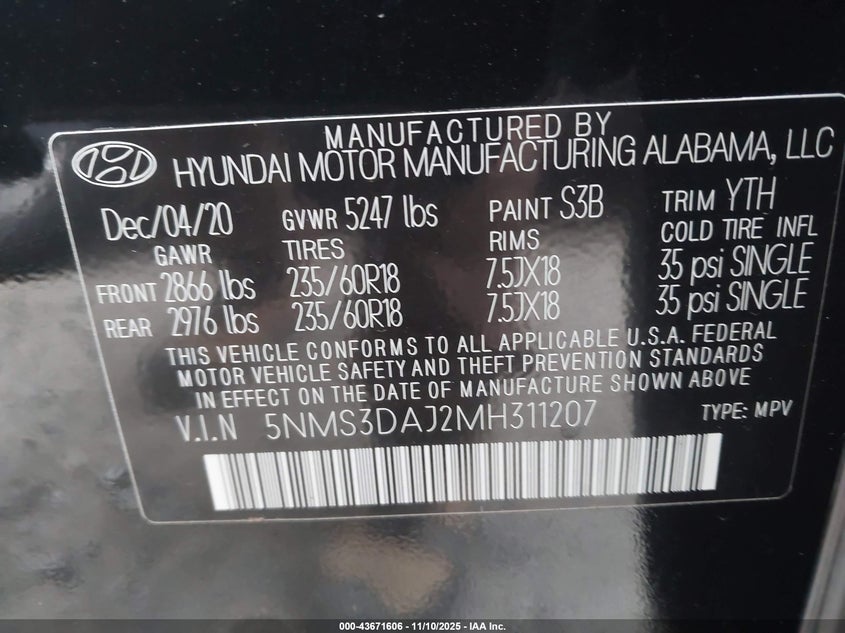 MANUFACTURED BY
HYUNDAI MOTOR MANUFACTURING ALABAMA, LLC
Dec/04/20 GVWR 5247 lbs PAINT S3B TRIM YTH
GAWR TIRES RIMS COLD TIRE INFL
FRONT 2866 lbs 235/60R18 7.5JX18 35 psi SINGLE
REAR 2976 lbs 235/60R18 7.5JX18 35 psi SINGLE
THIS VEHICLE CONFORMS TO ALL APPLICABLE U.S.A. FEDERAL
MOTOR VEHICLE SAFETY AND THEFT PREVENTION STANDARDS
IN EFFECT ON THE DATE OF MANUFACTURE SHOWN ABOVE
V.I.N 5NMS3DAJ2MH311207 TYPE: MPV
000-43671606 - 11/10/2025 - IAA Inc.